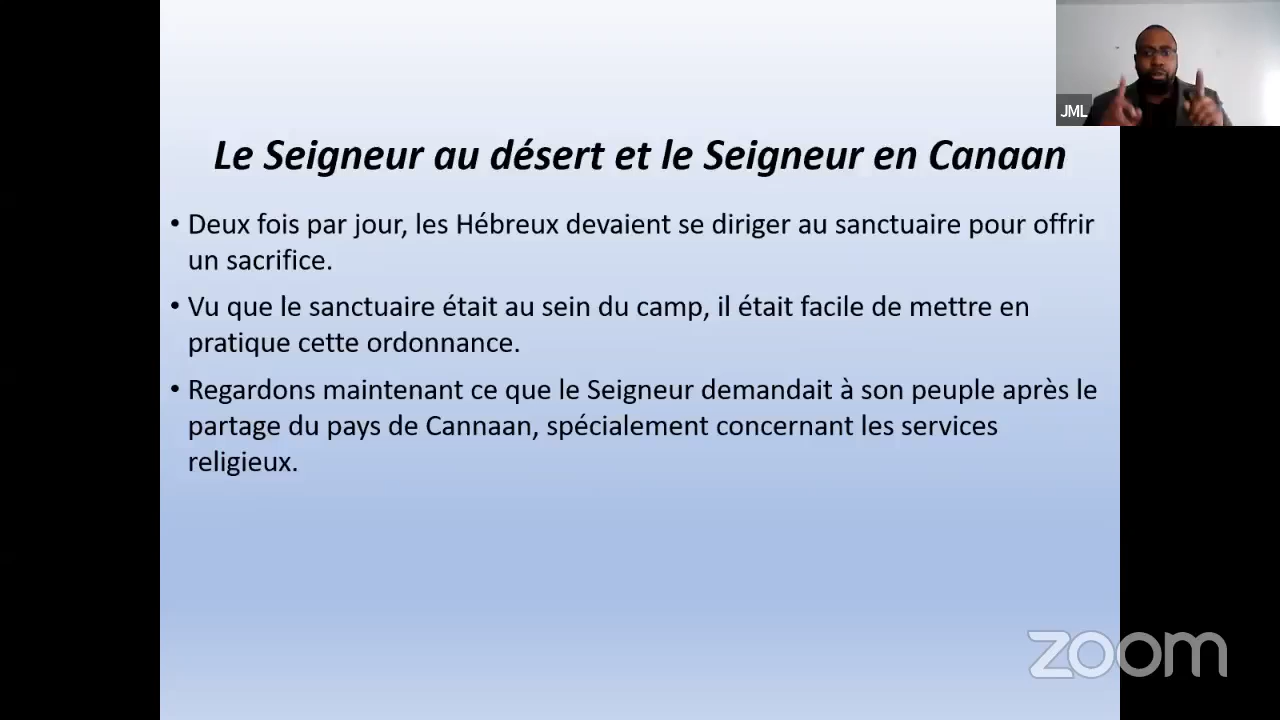 JML
Le Seigneur au désert et le Seigneur en Canaan
• Deux fois par jour, les Hébreux devaient se diriger au sanctuaire pour offrir
un sacrifice.
• Vu que le sanctuaire était au sein du camp, il était facile de mettre en
pratique cette ordonnance.
• Regardons maintenant ce que le Seigneur demandait à son peuple après le
partage du pays de Cannaan, spécialement concernant les services
religieux.
zoom